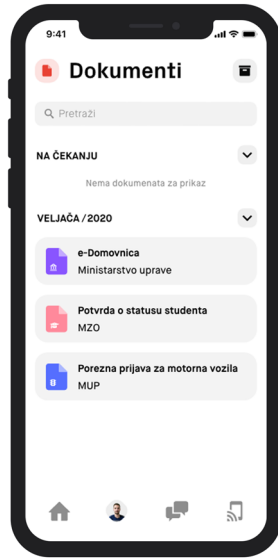 9:41
Dokumenti
Pretraži
NA ČEKANJU
Nema dokumenata za prikaz
VELJAČA / 2020
e-Domovnica
Ministarstvo uprave
Potvrda o statusu studenta
MZO
Porezna prijava za motorna vozila
MUP